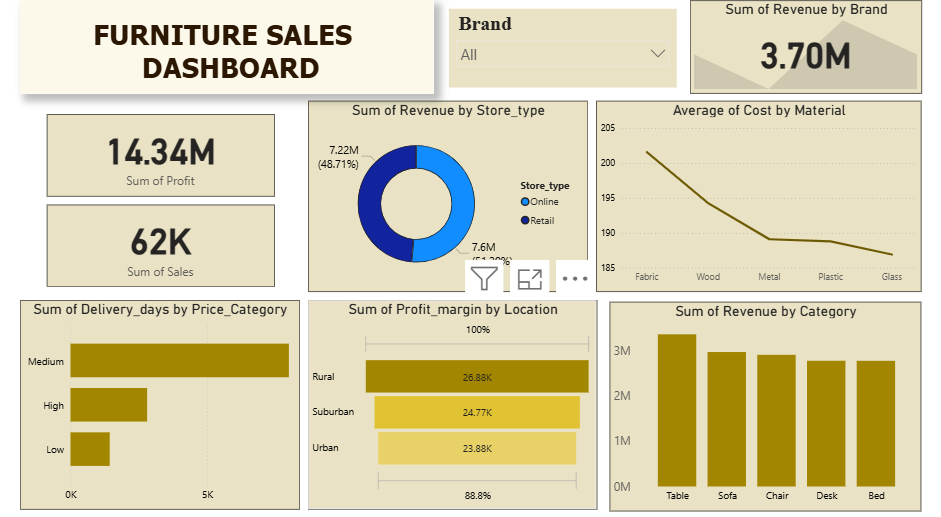 FURNITURE SALES
DASHBOARD
Brand
All
Sum of Revenue by Brand
3.70M
14.34M
Sum of Profit
62K
Sum of Sales
Sum of Revenue by Store_type
7.22M
(48.71%)
7.6M
Store_type
Online
Retail
Average of Cost by Material
205
200
195
190
185
Fabric Wood Metal Plastic Glass
Sum of Delivery_days by Price_Category
Medium
High
Low
0K 5K
Sum of Profit_margin by Location
100%
Rural 26.88K
Suburban 24.77K
Urban 23.88K
88.8%
Sum of Revenue by Category
3M
2M
1M
0M
Table Sofa Chair Desk Bed